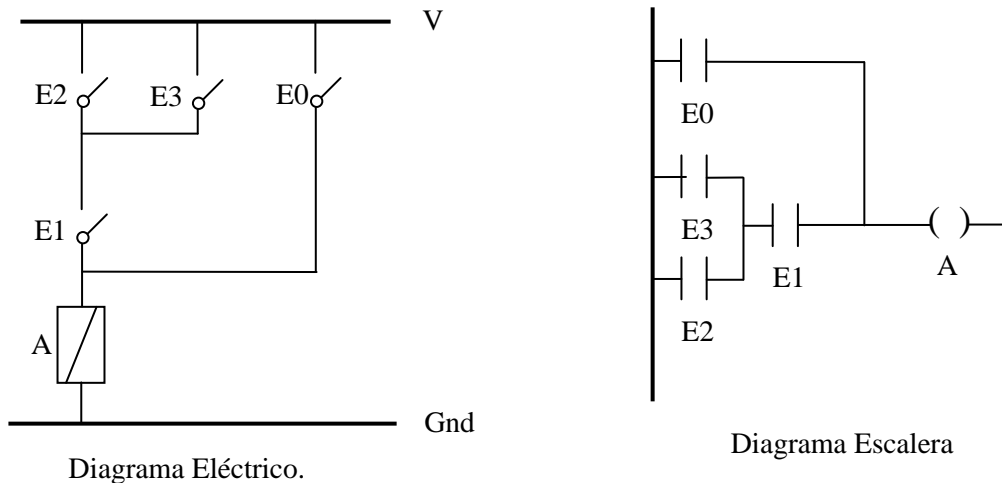 V
E2
E3
E0
E1
A
Gnd
Diagrama Eléctrico.
E0
E3
E1
A
E2
Diagrama Escalera